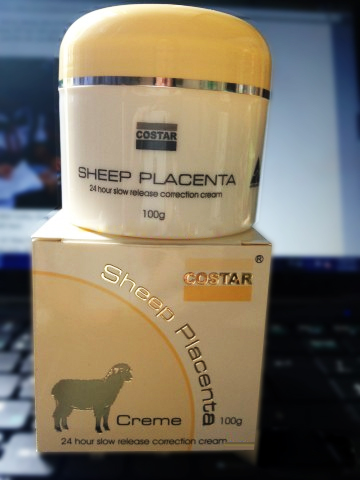 COSTAR
SHEEP PLACENTA
24 hour slow release correction cream
100g
COSTAR®
Sheep Placenta
Creme 100g
24 hour slow release correction cream